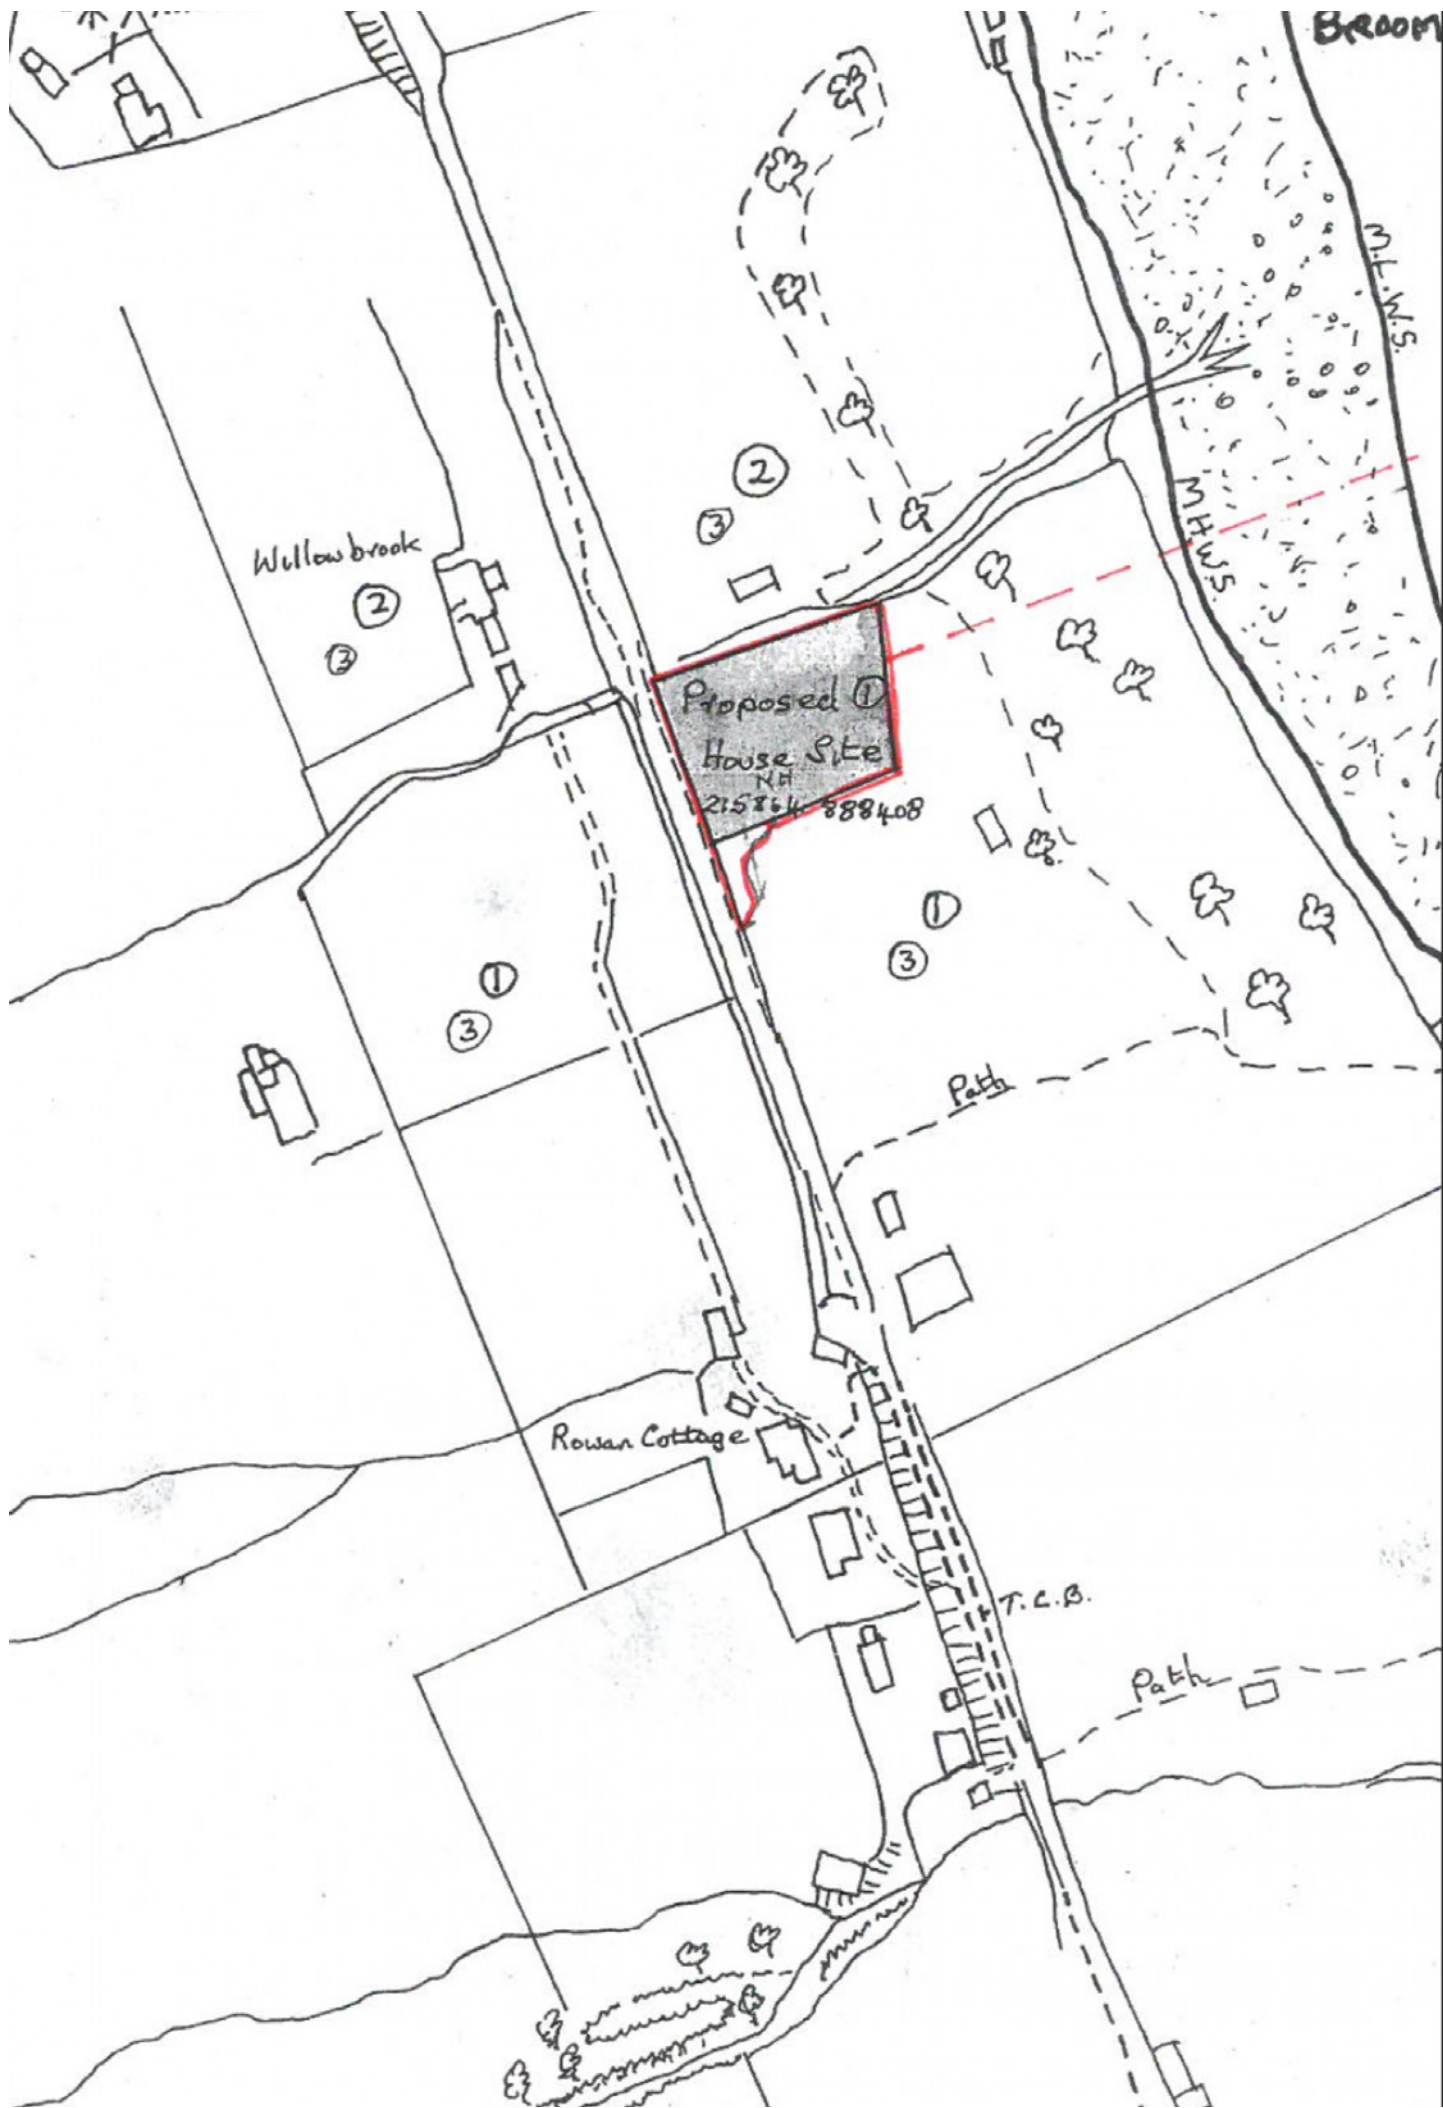 BROOM
M.L.W.S.
②
③
Willowbrook
②
③
M.H.W.S.
Proposed ①
House Site
NH
215864 888408
①
③
①
③
Path
Rowan Cottage
T.C.B.
Path